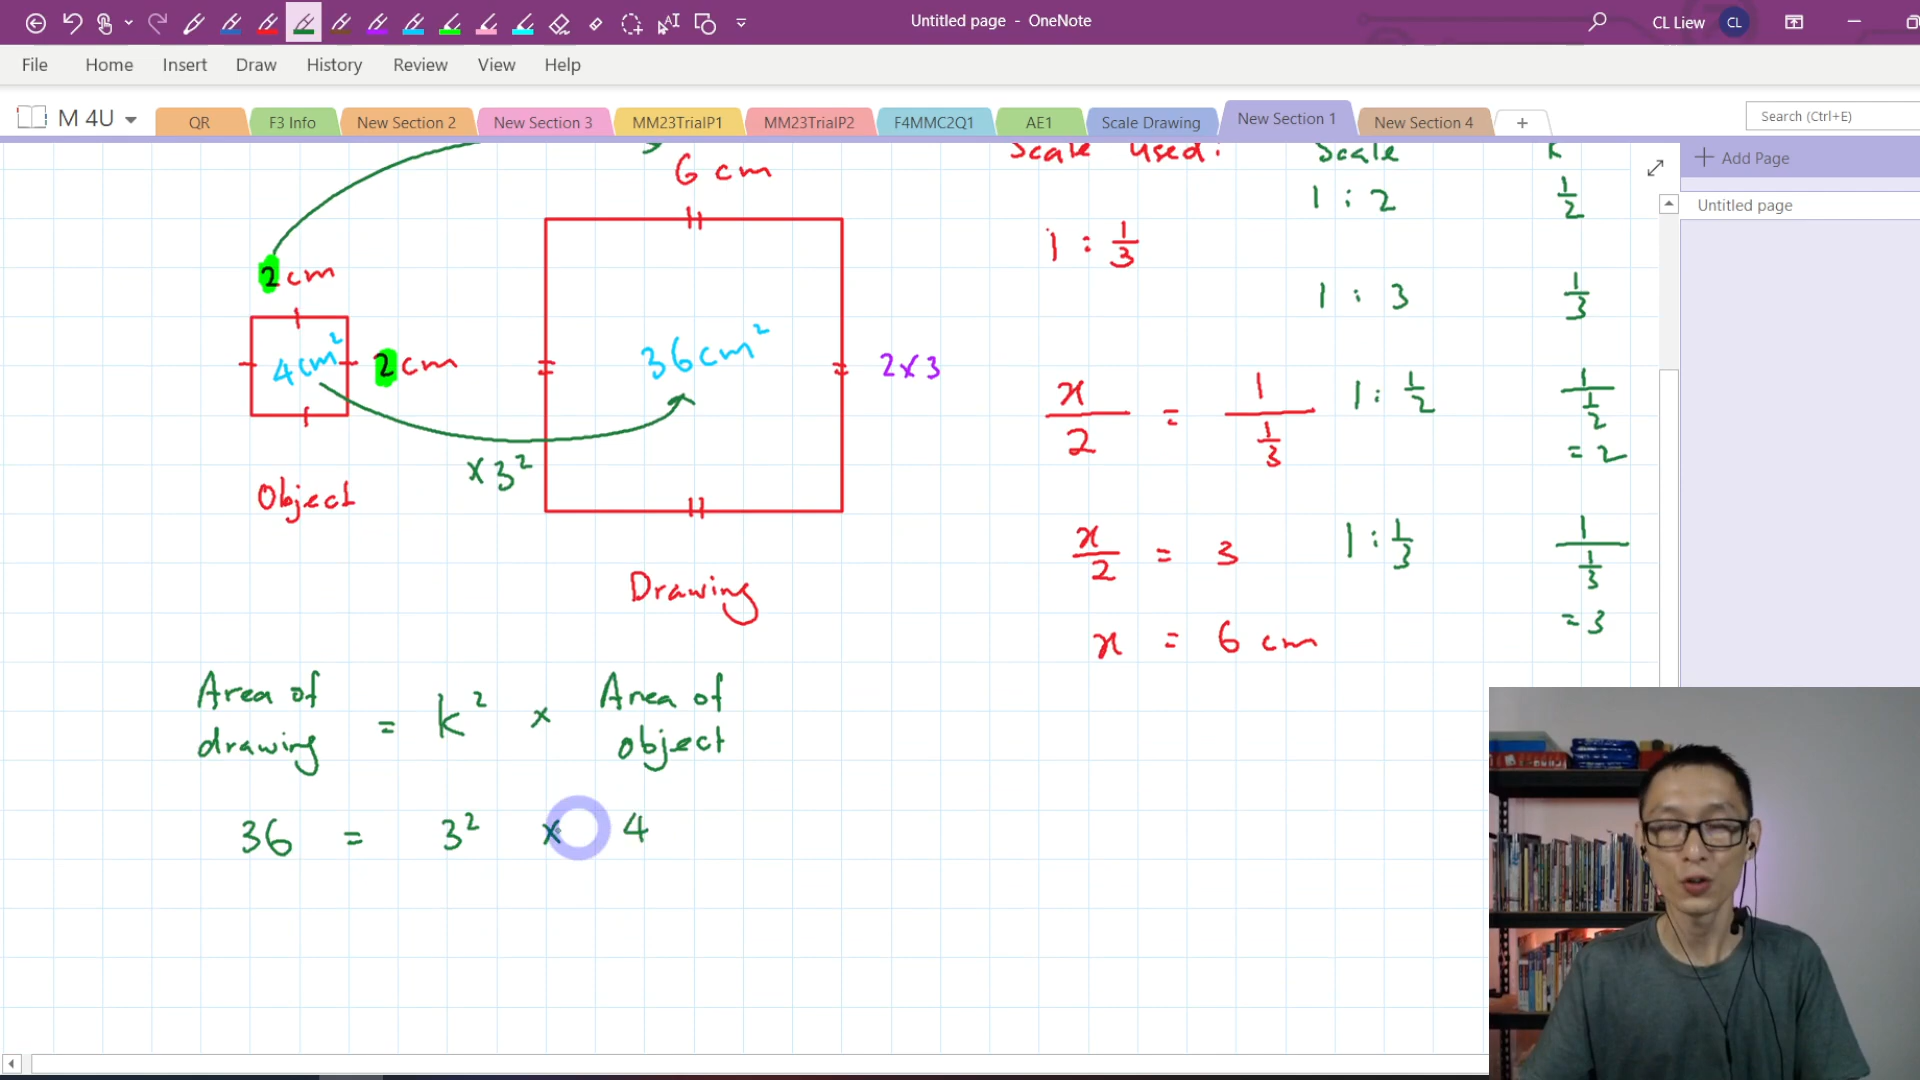 Untitled page - OneNote
CL Liew
CL
File Home Insert Draw History Review View Help
M 4U
QR
F3 Info
New Section 2
New Section 3
MM23TrialP1
MM23TrialP2
F4MMC2Q1
AE1
Scale Drawing
New Section 1
New Section 4
Search (Ctrl+E)
Add Page
Untitled page
6 cm
2 cm
4cm²
2 cm
Object
×3²
36cm²
2×3
Drawing
Scale used:
1 : 1/3
x/2 = 1/(1/3)
x/2 = 3
x = 6 cm
Scale k
1 : 2 1/2
1 : 3 1/3
1 : 1/2 1/(1/2)
= 2
1 : 1/3 1/(1/3)
= 3
Area of drawing = k² × Area of object
36 = 3² × 4